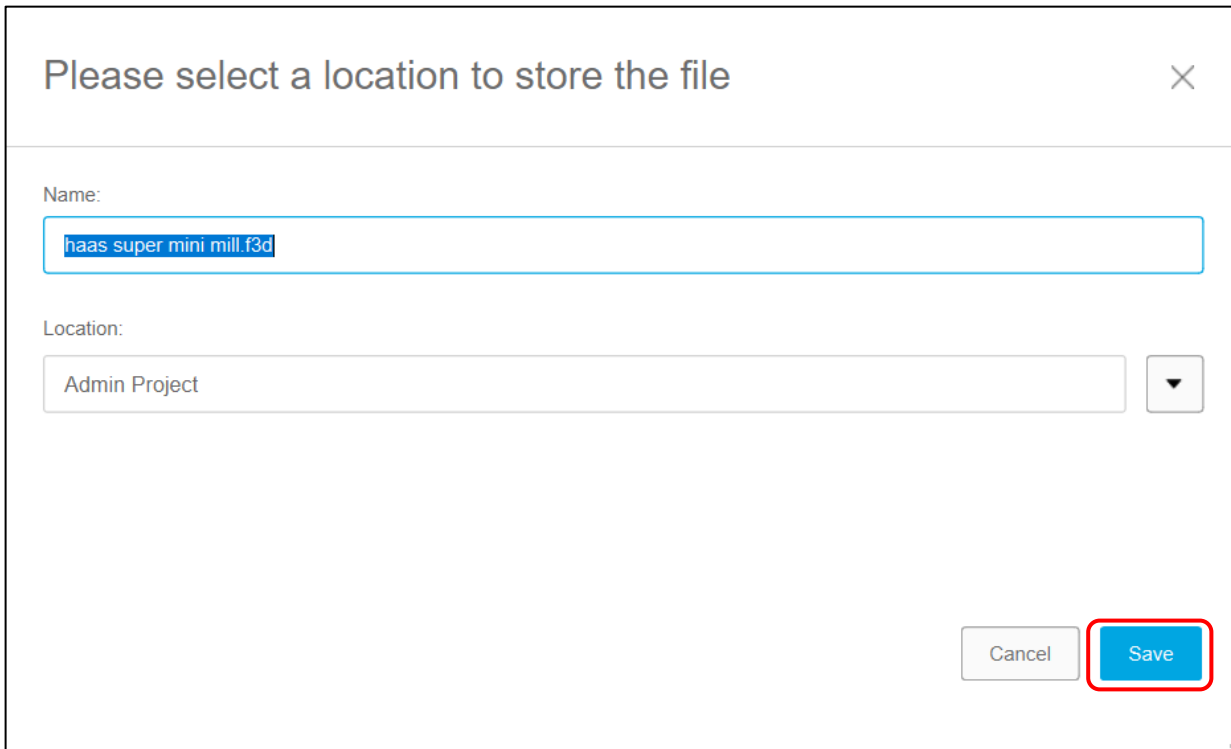 Please select a location to store the file
Name:
haas super mini mill.f3d
Location:
Admin Project
Cancel
Save